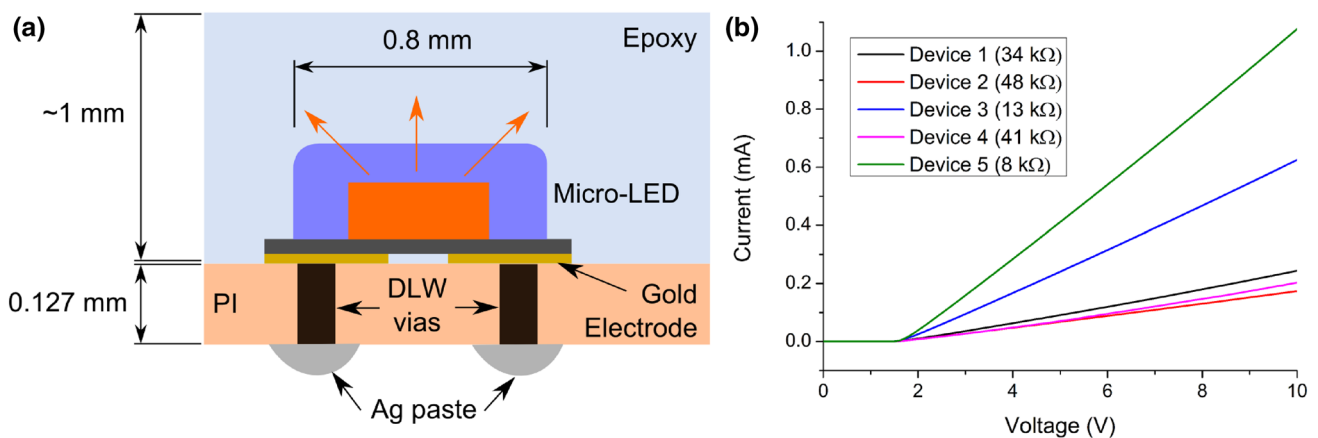 (a)
Epoxy
0.8 mm
~1 mm
Micro-LED
0.127 mm
PI
DLW
vias
Gold
Electrode
Ag paste
(b)
Device 1 (34 kΩ)
Device 2 (48 kΩ)
Device 3 (13 kΩ)
Device 4 (41 kΩ)
Device 5 (8 kΩ)
Current (mA)
1.0
0.8
0.6
0.4
0.2
0.0
0 2 4 6 8 10
Voltage (V)